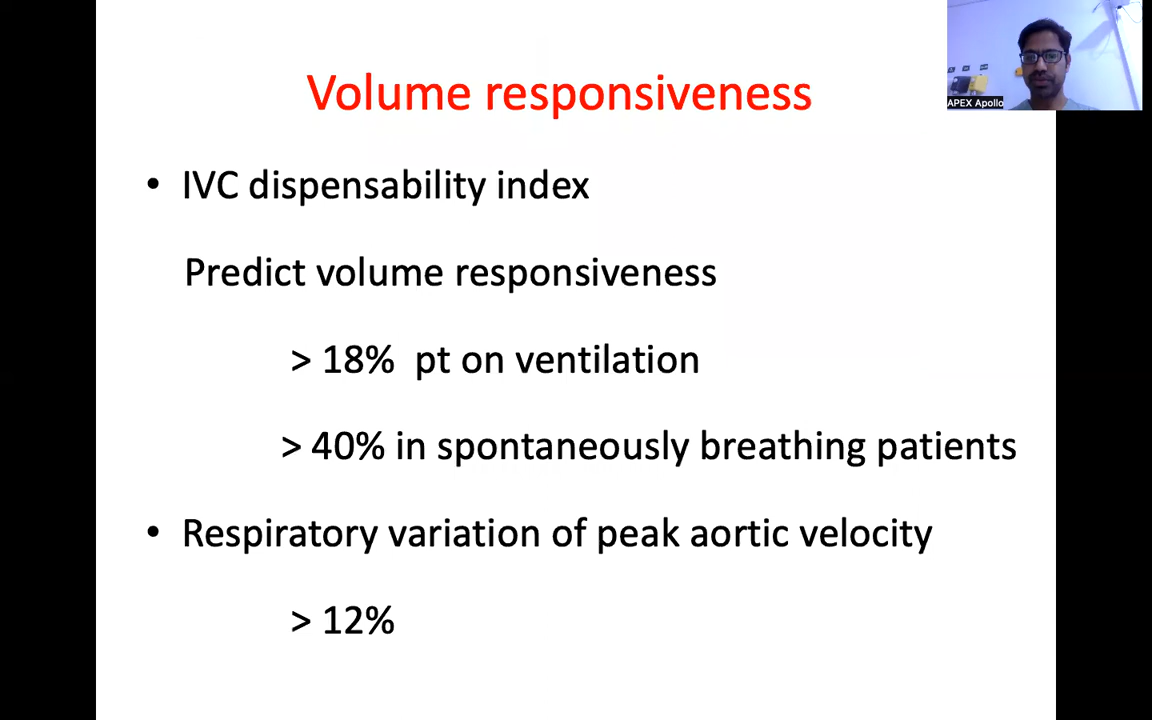 Volume responsiveness
APEX Apollo
• IVC dispensability index
Predict volume responsiveness
> 18% pt on ventilation
> 40% in spontaneously breathing patients
• Respiratory variation of peak aortic velocity
> 12%